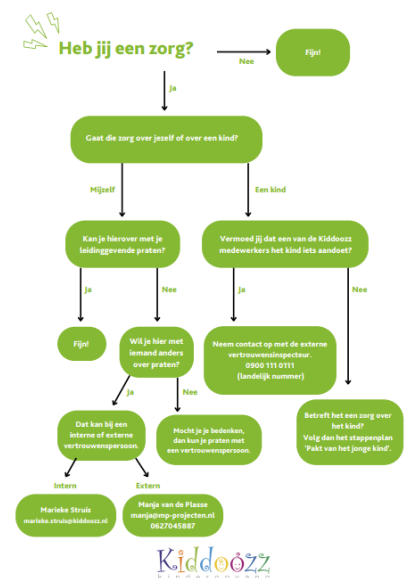 Heb jij een zorg?
Nee
Fijn!
Ja
Gaat die zorg over jezelf of over een kind?
Mijzelf
Een kind
Kan je hierover met je
leidinggevende praten?
Vermoed jij dat een van de Kiddoozz
medewerkers het kind iets aandoet?
Ja
Nee
Ja
Nee
Fijn!
Wil je hier met
iemand anders
over praten?
Neem contact op met de externe
vertrouwensinspecteur.
0900 111 0111
(landelijk nummer)
Ja
Nee
Dat kan bij een
interne of externe
vertrouwenspersoon.
Mocht je je bedenken,
dan kun je praten met
een vertrouwenspersoon.
Betreft het een zorg over
het kind?
Volg dan het stappenplan
'Pakt van het jonge kind'.
Intern
Extern
Marieke Struis
marieke.struis@kiddoozz.nl
Manja van de Plasse
manja@mp-projecten.nl
0627045887
Kiddoozz
kinderopvang